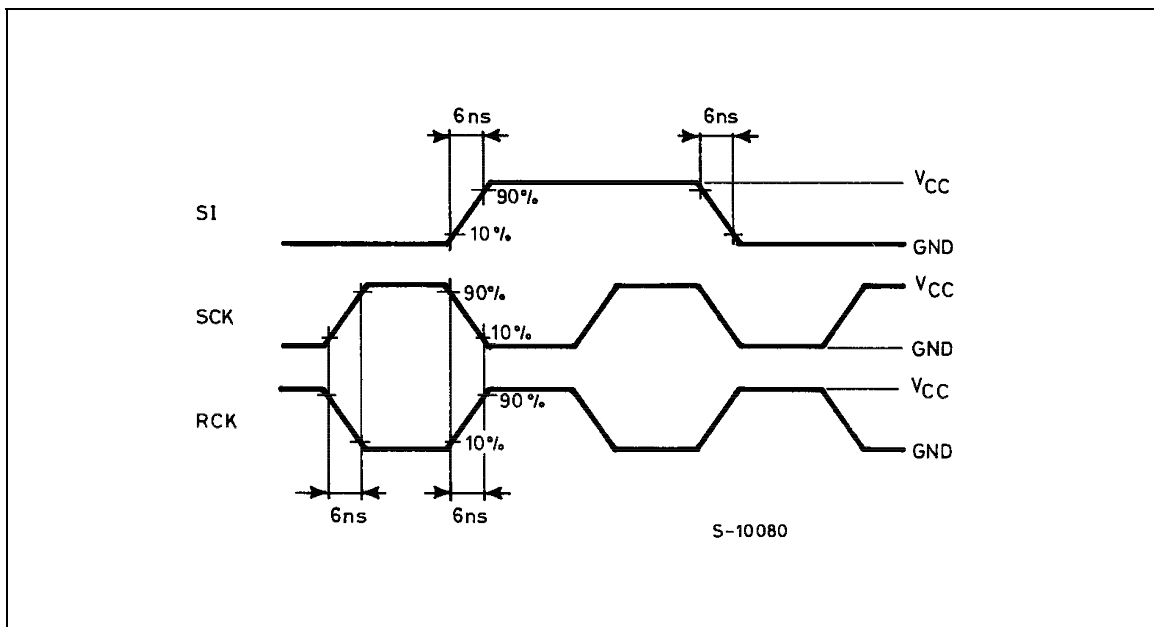 6ns 6ns
VCC
90%
SI
10%
GND
VCC
90%
SCK
10%
GND
VCC
90%
RCK
10%
GND
6ns 6ns
S-10080